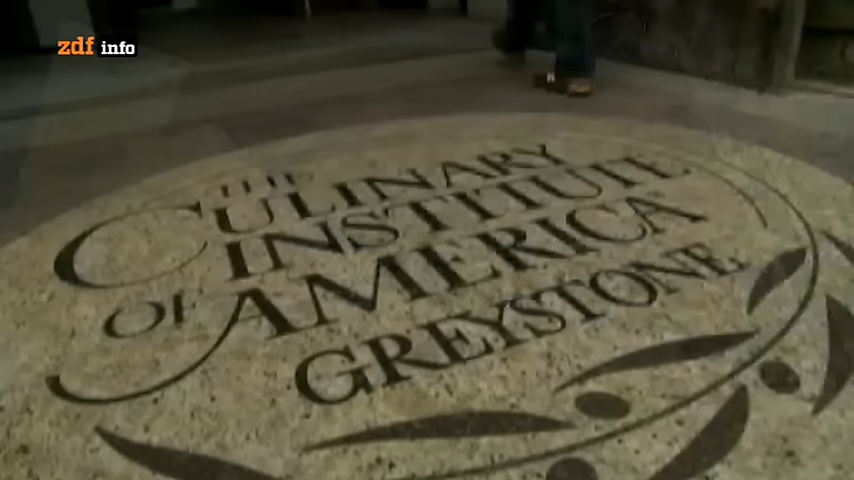 zdf info
THE
CULINARY
INSTITUTE
OF AMERICA
GREYSTONE